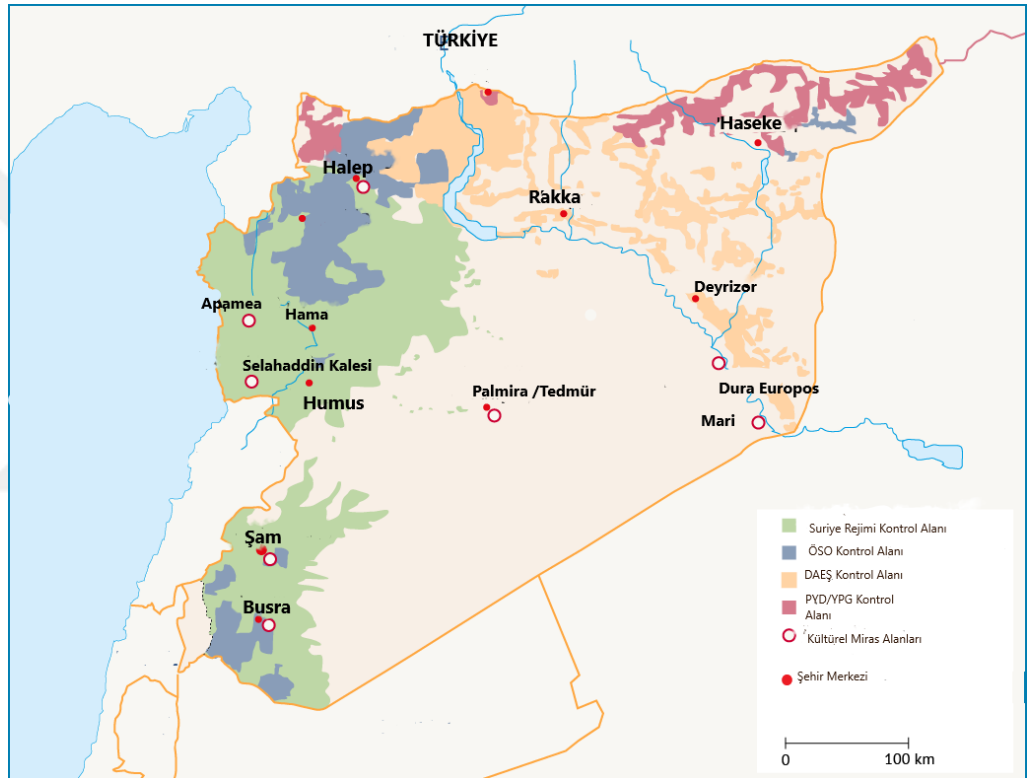 TÜRKİYE
'Haseke
Halep
Rakka
Deyrizor
Apamea
Hama
Selahaddin Kalesi
Humus
Palmira /Tedmür
Dura Europos
Mari
Şam
Busra
Suriye Rejimi Kontrol Alanı
ÖSO Kontrol Alanı
DAEŞ Kontrol Alanı
PYD/YPG Kontrol
Alanı
Kültürel Miras Alanları
Şehir Merkezi
0 100 km